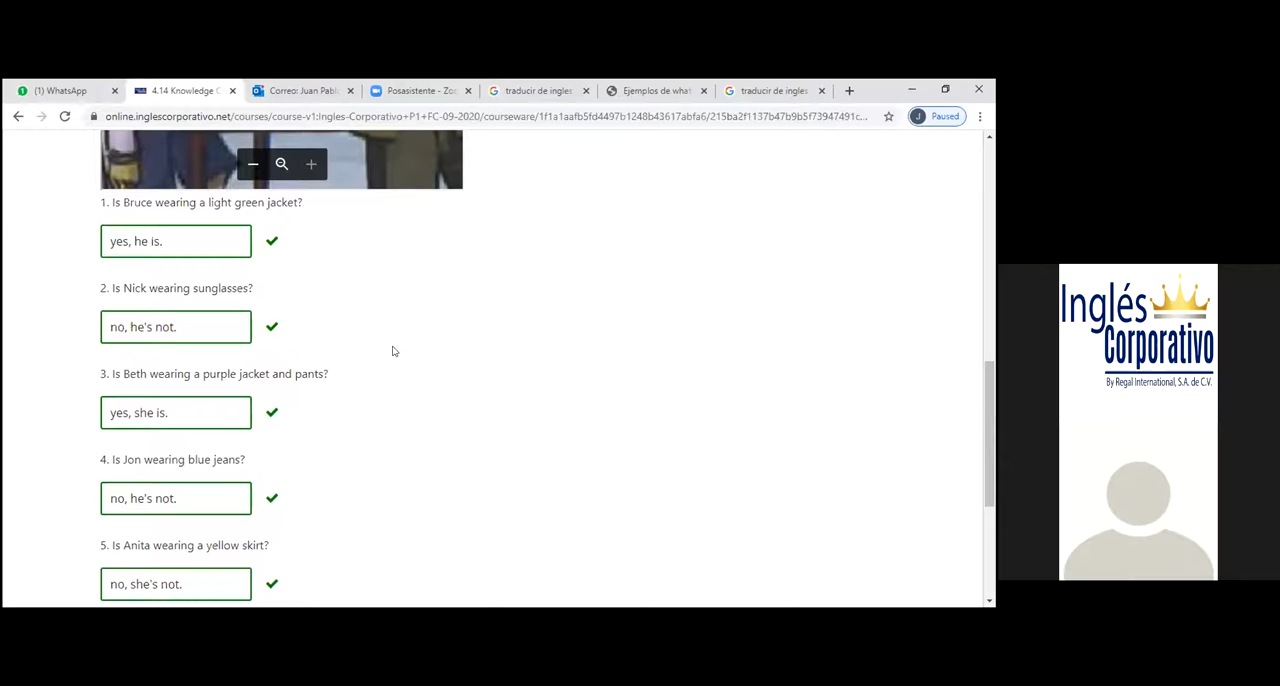 (1) WhatsApp
4.14 Knowledge C
Correo: Juan Pabl
Posasistente - Zoo
traducir de ingles
Ejemplos de what
traducir de ingles
online.inglescorporativo.net/courses/course-v1:Ingles-Corporativo+P1+FC-09-2020/courseware/1f1a1aafb5fd4497b1248b43617abfa6/215ba2f1137b47b9b5f73947491c...
J Paused
1. Is Bruce wearing a light green jacket?
yes, he is.
2. Is Nick wearing sunglasses?
no, he's not.
3. Is Beth wearing a purple jacket and pants?
yes, she is.
4. Is Jon wearing blue jeans?
no, he's not.
5. Is Anita wearing a yellow skirt?
no, she's not.
Inglés
Corporativo
By Regal International, S.A. de C.V.